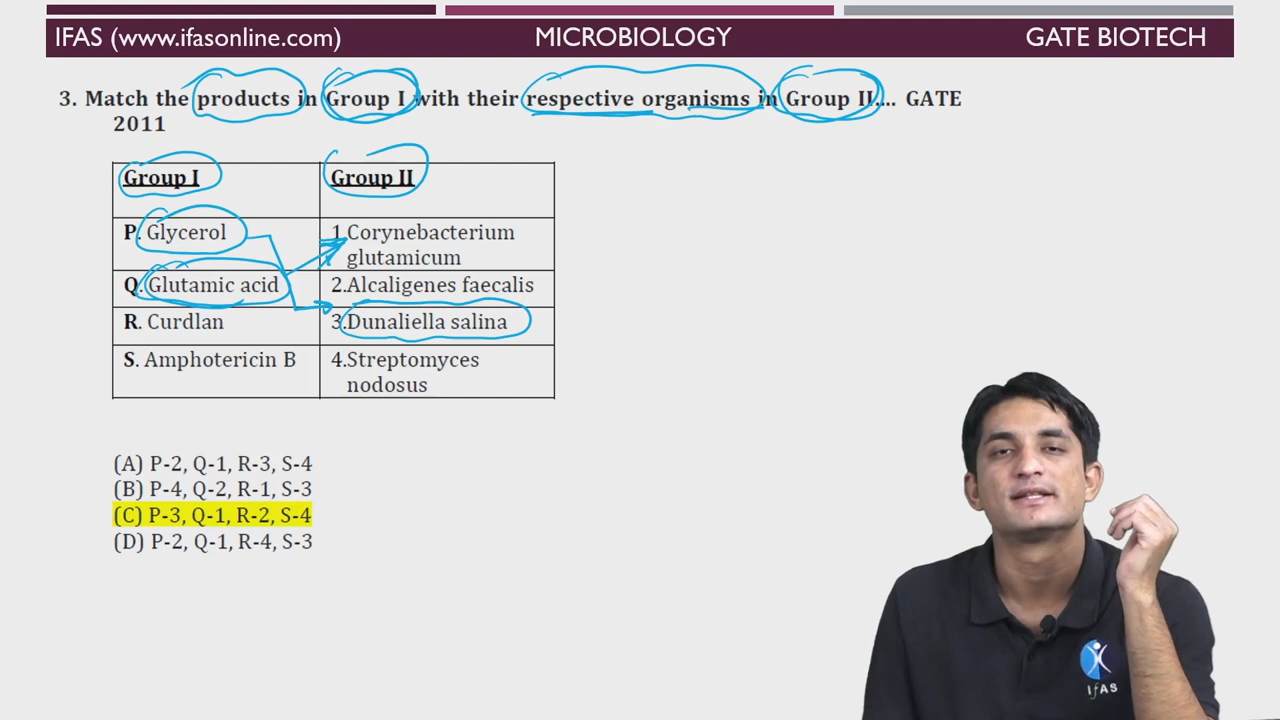 IFAS (www.ifasonline.com) MICROBIOLOGY GATE BIOTECH
3. Match the products in Group I with their respective organisms in Group II.... GATE
2011
Group I Group II
P. Glycerol 1.Corynebacterium
glutamicum
Q. Glutamic acid 2.Alcaligenes faecalis
R. Curdlan 3.Dunaliella salina
S. Amphotericin B 4.Streptomyces
nodosus
(A) P-2, Q-1, R-3, S-4
(B) P-4, Q-2, R-1, S-3
(C) P-3, Q-1, R-2, S-4
(D) P-2, Q-1, R-4, S-3
IfAS